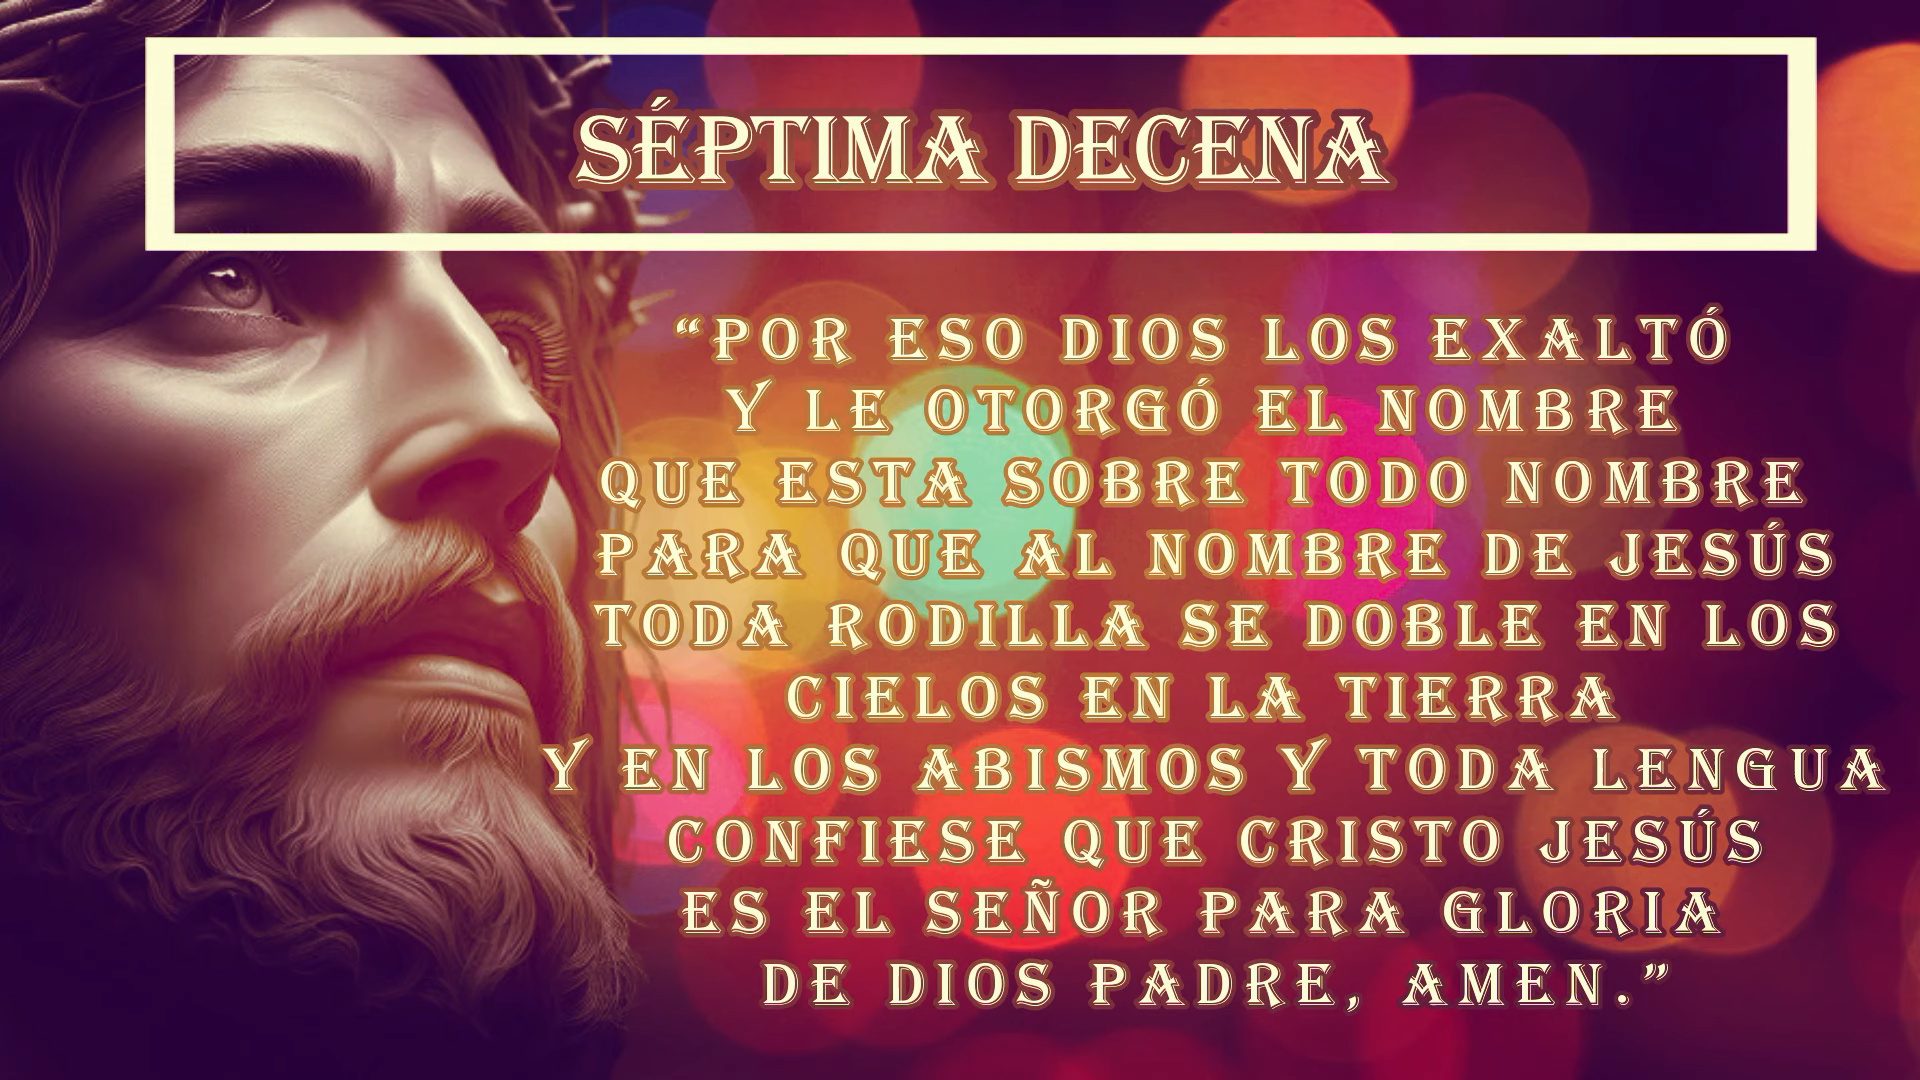 SÉPTIMA DECENA
“POR ESO DIOS LOS EXALTÓ
Y LE OTORGÓ EL NOMBRE
QUE ESTA SOBRE TODO NOMBRE
PARA QUE AL NOMBRE DE JESÚS
TODA RODILLA SE DOBLE EN LOS
CIELOS EN LA TIERRA
Y EN LOS ABISMOS Y TODA LENGUA
CONFIESE QUE CRISTO JESÚS
ES EL SEÑOR PARA GLORIA
DE DIOS PADRE, AMEN.”